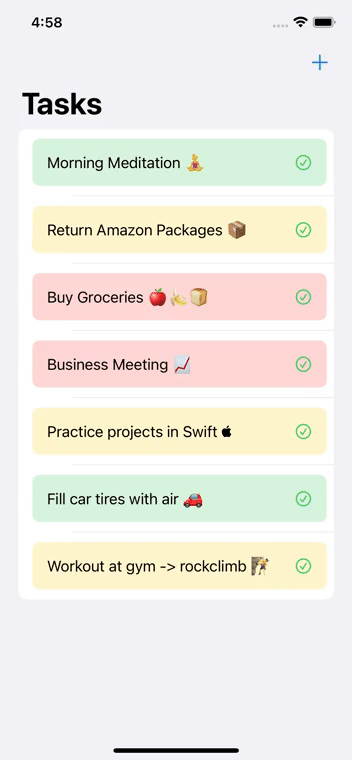 4:58
Tasks
Morning Meditation 🧘
Return Amazon Packages 📦
Buy Groceries 🍎🍌🍞
Business Meeting 📈
Practice projects in Swift 
Fill car tires with air 🚗
Workout at gym -> rockclimb 🧗